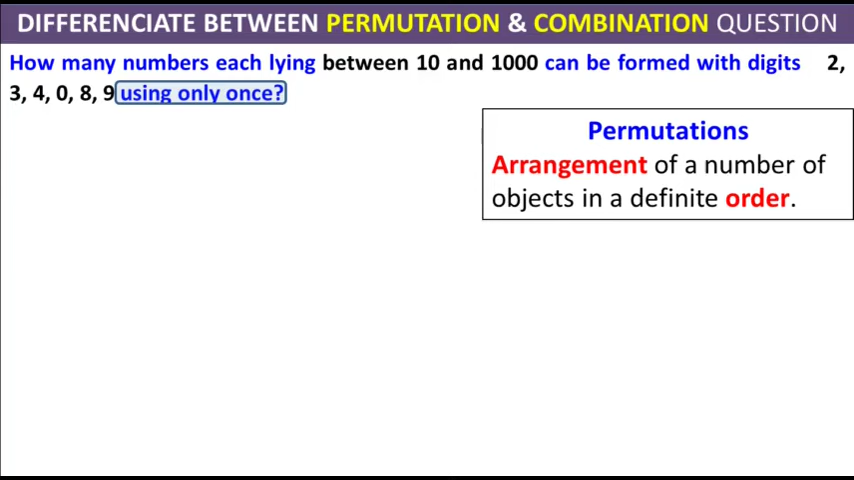 DIFFERENCIATE BETWEEN PERMUTATION & COMBINATION QUESTION
How many numbers each lying between 10 and 1000 can be formed with digits 2,
3, 4, 0, 8, 9 using only once?
Permutations
Arrangement of a number of
objects in a definite order.